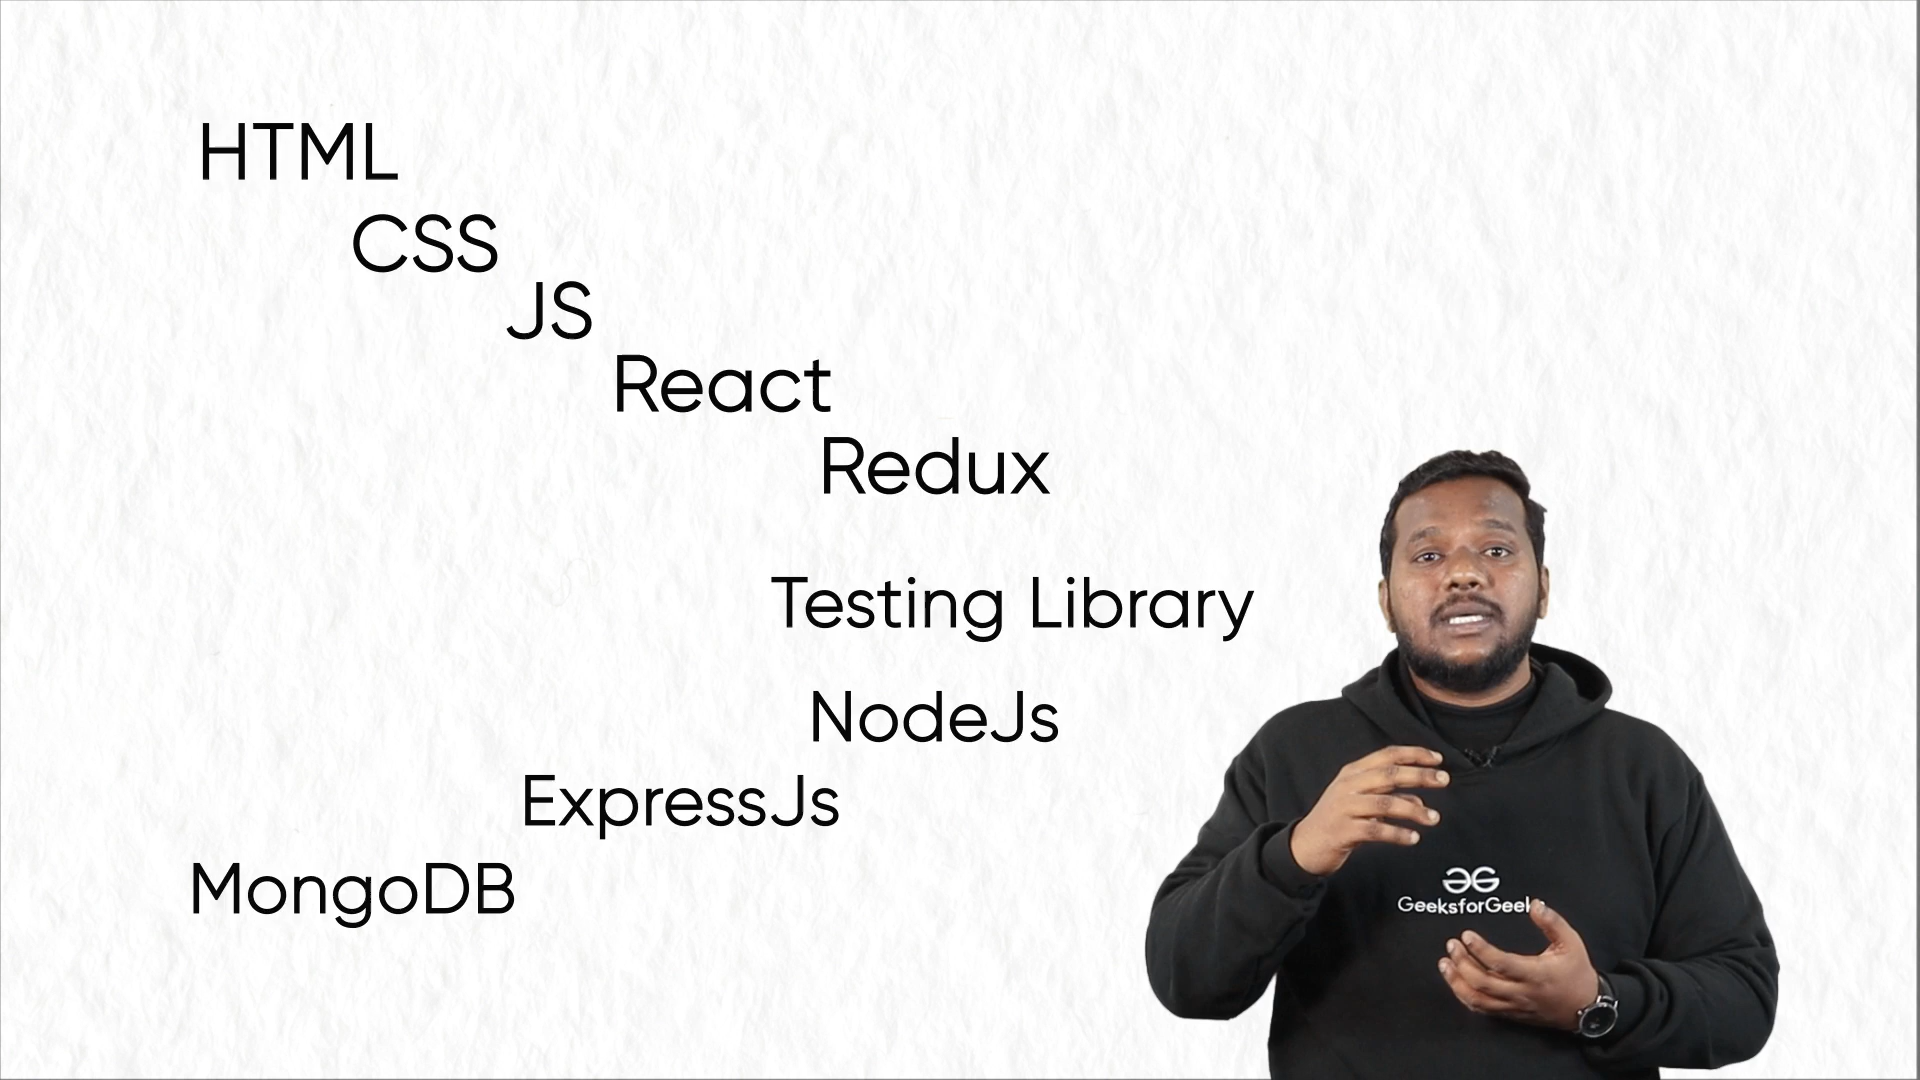 HTML
CSS
JS
React
Redux
Testing Library
NodeJs
ExpressJs
MongoDB
GeeksforGeeks